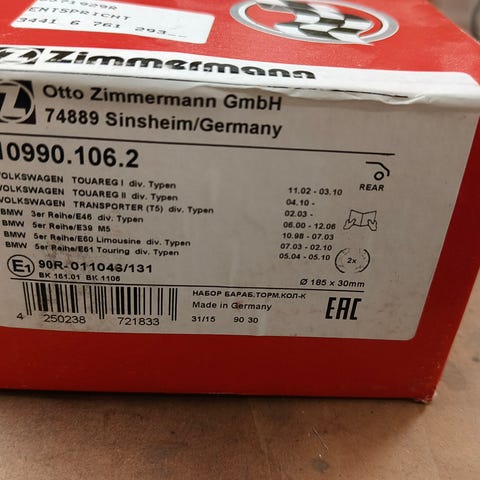 ENTSPRICHT
3441 6 761 293
Zimmermann
Z Otto Zimmermann GmbH
74889 Sinsheim/Germany
10990.106.2
VOLKSWAGEN TOUAREG I div. Typen 11.02 - 03.10
VOLKSWAGEN TOUAREG II div. Typen 04.10 -
VOLKSWAGEN TRANSPORTER (T5) div. Typen 02.03 -
BMW 3er Reihe/E46 div. Typen 06.00 - 12.06
BMW 5er Reihe/E39 M5 10.98 - 07.03
BMW 5er Reihe/E60 Limousine div. Typen 07.03 - 02.10
BMW 5er Reihe/E61 Touring div. Typen 05.04 - 05.10
REAR
2x
E1 90R-011046/131
BK 161.01 BK 1106
Ø 185 x 30mm
НАБОР БАРАБ.ТОРМ.КОЛ-К
Made in Germany
31/15 90 30
EAC
4 250238 721833